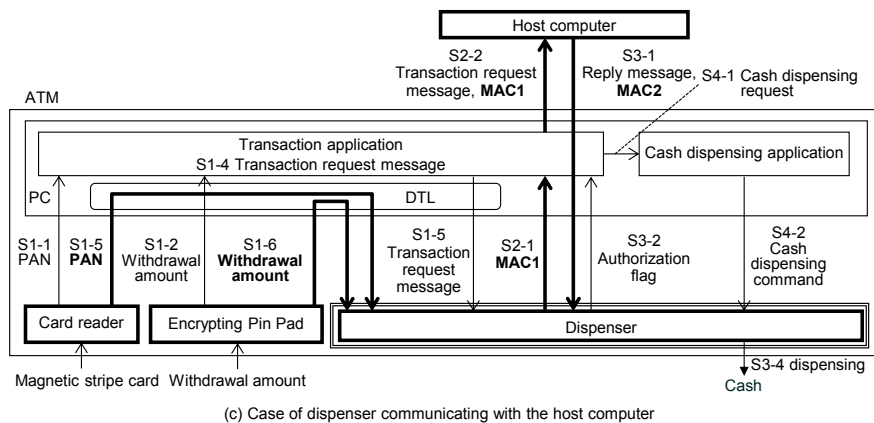 Host computer
S2-2
Transaction request
message, MAC1
S3-1
Reply message,
MAC2
S4-1 Cash dispensing
request
ATM
Transaction application
S1-4 Transaction request message
Cash dispensing application
PC
DTL
S1-1
PAN
S1-5
PAN
S1-2
Withdrawal
amount
S1-6
Withdrawal
amount
S1-5
Transaction
request
message
S2-1
MAC1
S3-2
Authorization
flag
S4-2
Cash
dispensing
command
Card reader
Encrypting Pin Pad
Dispenser
Magnetic stripe card
Withdrawal amount
S3-4 dispensing
Cash
(c) Case of dispenser communicating with the host computer